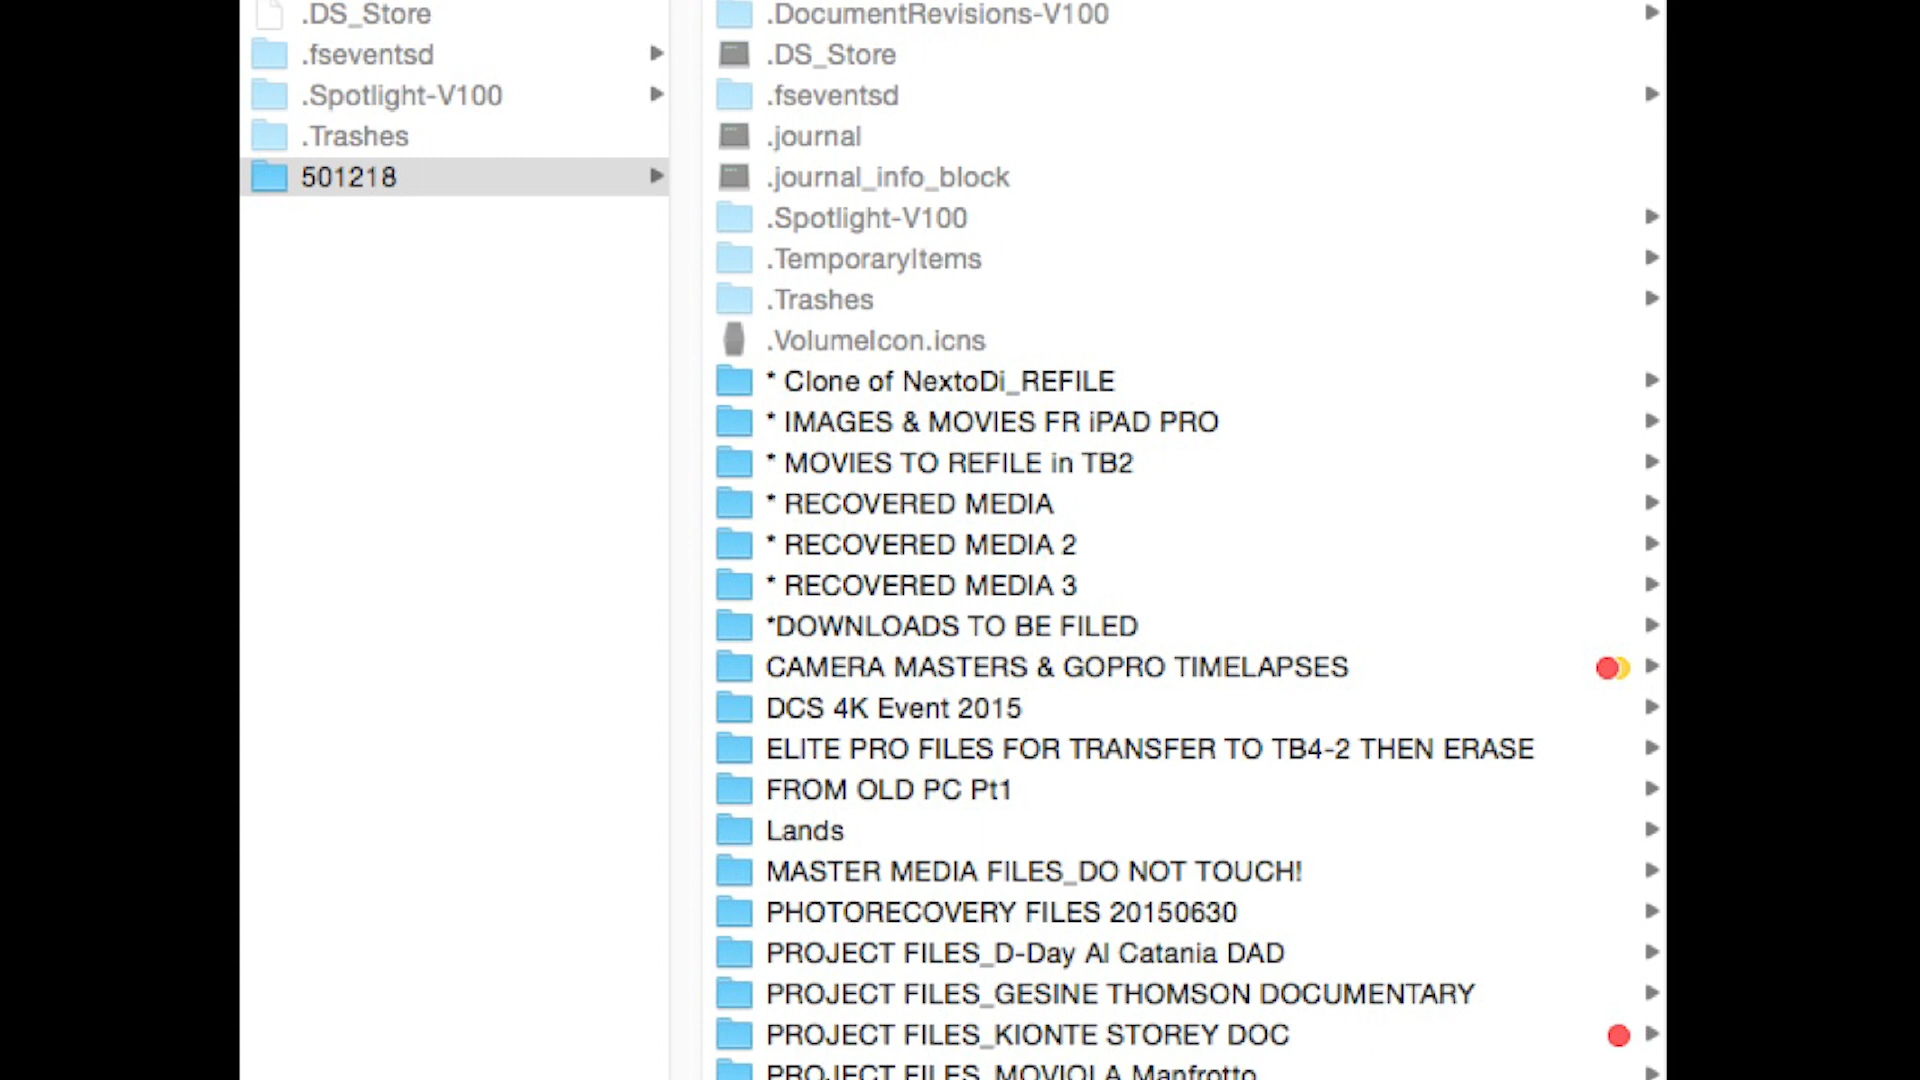 .DS_Store
.fseventsd
.Spotlight-V100
.Trashes
501218
.DocumentRevisions-V100
.DS_Store
.fseventsd
.journal
.journal_info_block
.Spotlight-V100
.TemporaryItems
.Trashes
.VolumeIcon.icns
* Clone of NextoDi_REFILE
* IMAGES & MOVIES FR iPAD PRO
* MOVIES TO REFILE in TB2
* RECOVERED MEDIA
* RECOVERED MEDIA 2
* RECOVERED MEDIA 3
*DOWNLOADS TO BE FILED
CAMERA MASTERS & GOPRO TIMELAPSES
DCS 4K Event 2015
ELITE PRO FILES FOR TRANSFER TO TB4-2 THEN ERASE
FROM OLD PC Pt1
Lands
MASTER MEDIA FILES_DO NOT TOUCH!
PHOTORECOVERY FILES 20150630
PROJECT FILES_D-Day Al Catania DAD
PROJECT FILES_GESINE THOMSON DOCUMENTARY
PROJECT FILES_KIONTE STOREY DOC
PROJECT FILES_MOVIOLA Manfrotto